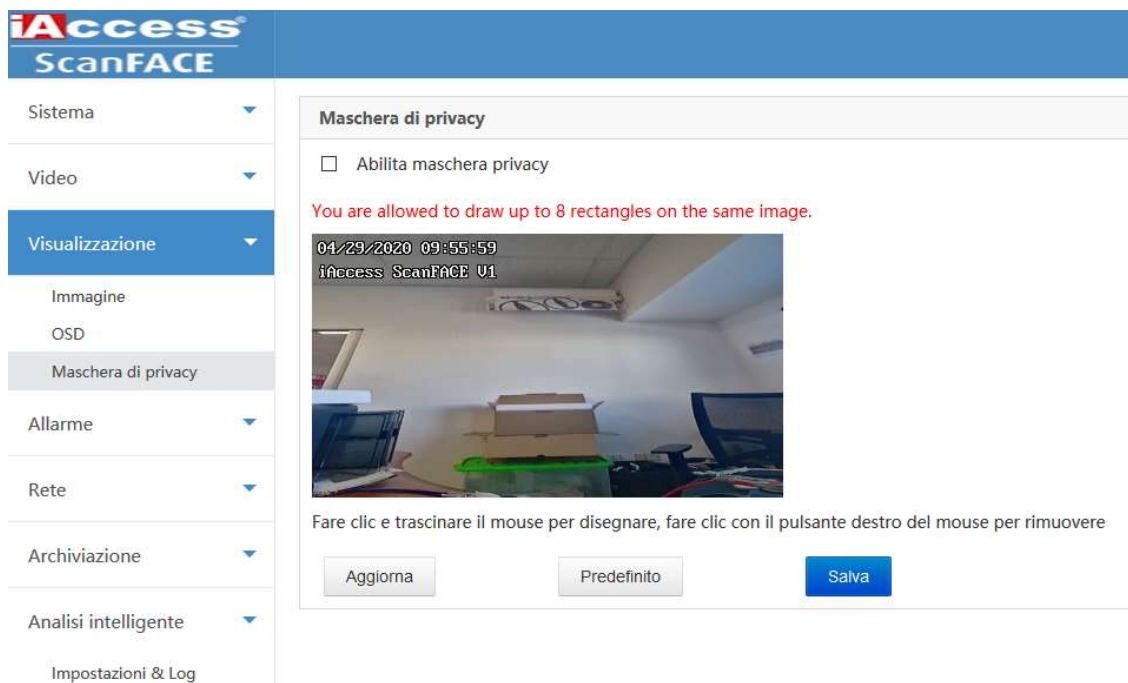 iAccess®
ScanFACE
Sistema
Video
Visualizzazione
Immagine
OSD
Maschera di privacy
Allarme
Rete
Archiviazione
Analisi intelligente
Impostazioni & Log
Maschera di privacy
Abilita maschera privacy
You are allowed to draw up to 8 rectangles on the same image.
04/29/2020 09:55:59
iAccess ScanFACE V1
Fare clic e trascinare il mouse per disegnare, fare clic con il pulsante destro del mouse per rimuovere
Aggiorna
Predefinito
Salva